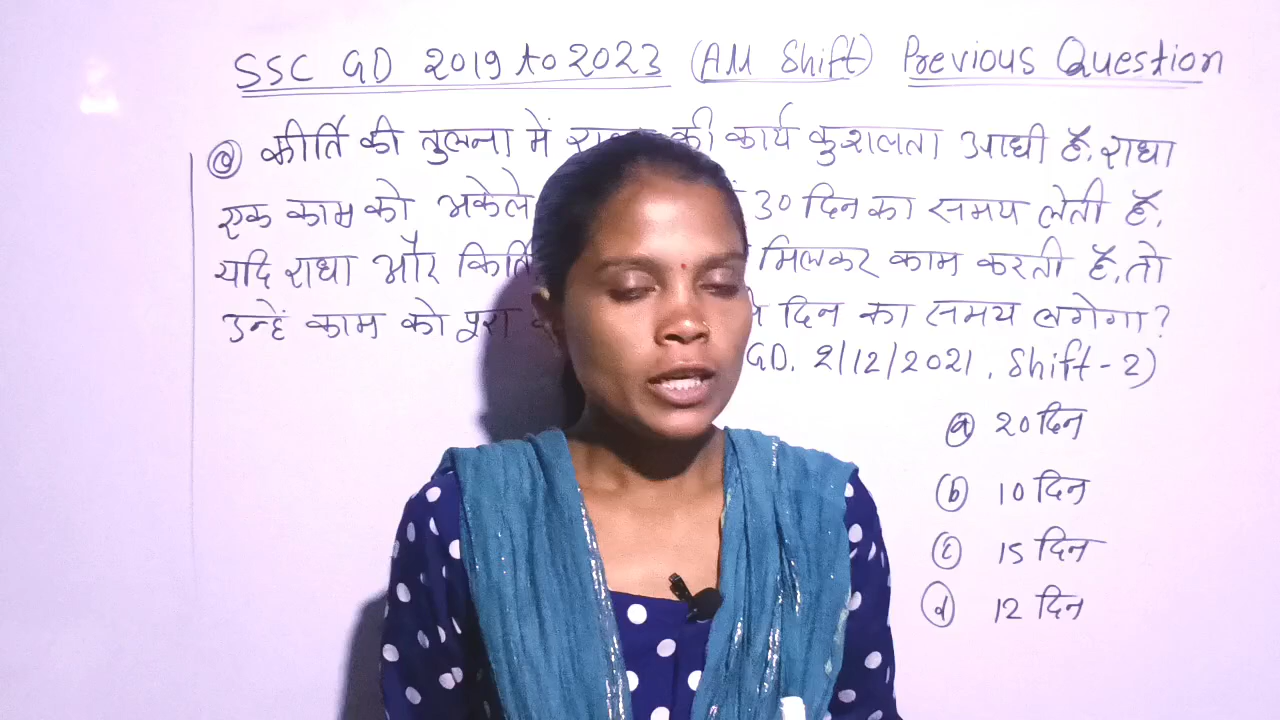 SSC GD 2019 to 2023 (All Shift) Previous Question
@ कीर्ति की तुलना में की कार्य कुशलता आधी है, राधा
एक काम को अकेले 30 दिन का समय लेती है,
यदि राधा और किर्ति मिलकर काम करती है, तो
उन्हें काम को पूरा दिन का समय लगेगा?
GD. 2/12/2021, Shift-2)
(a) 20 दिन
(b) 10 दिन
(c) 15 दिन
(d) 12 दिन